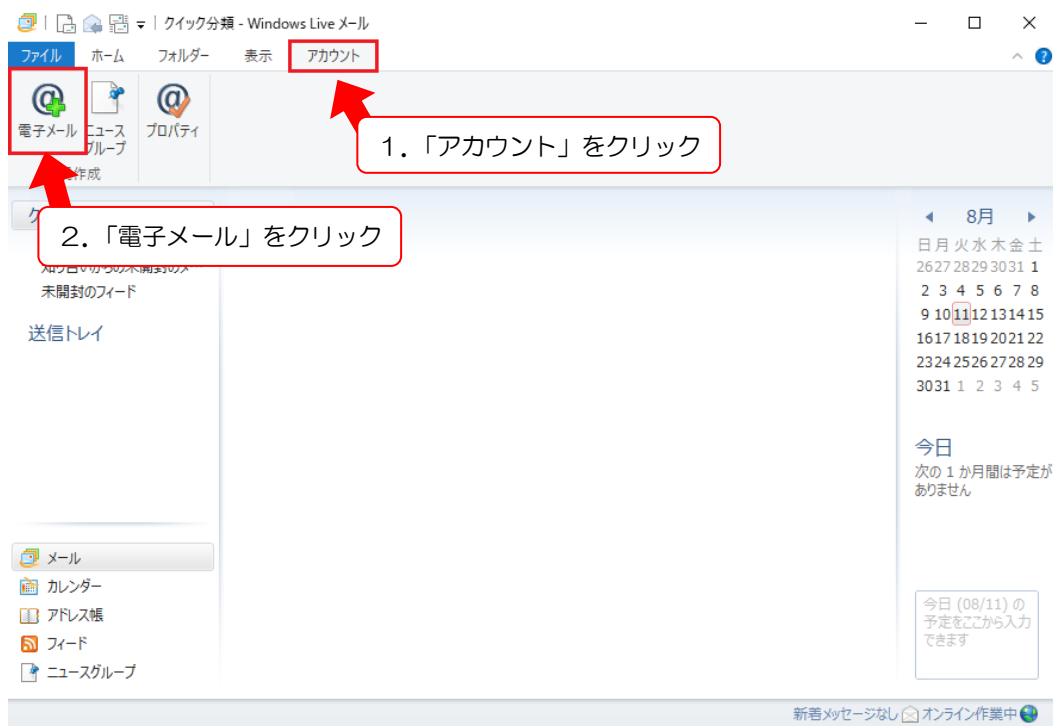 クイック分類 - Windows Live メール
ファイル ホーム フォルダー 表示 アカウント
電子メール ニュース グループ プロパティ
作成
1.「アカウント」をクリック
2.「電子メール」をクリック
未開封のフィード
送信トレイ
メール
カレンダー
アドレス帳
フィード
ニュースグループ
8月
日 月 火 水 木 金 土
26 27 28 29 30 31 1
2 3 4 5 6 7 8
9 10 11 12 13 14 15
16 17 18 19 20 21 22
23 24 25 26 27 28 29
30 31 1 2 3 4 5
今日
次の 1 か月間は予定が
ありません
今日 (08/11) の
予定をここから入力
できます
新着メッセージなし オンライン作業中